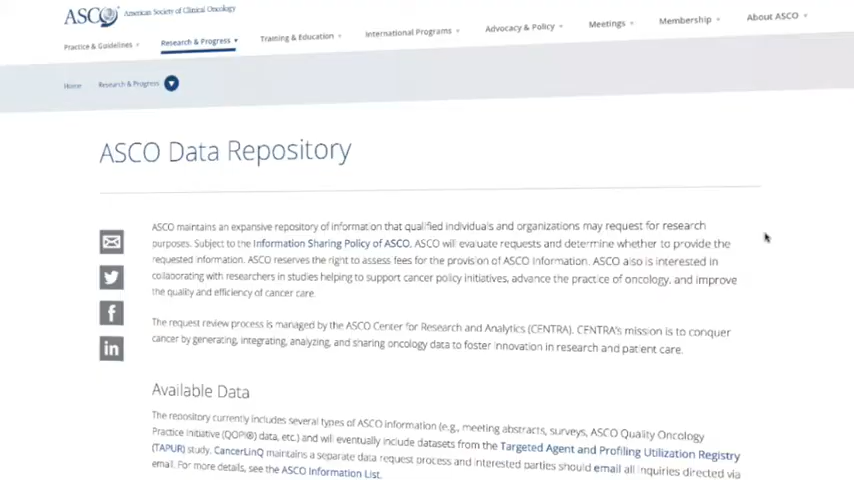 ASCO American Society of Clinical Oncology
Practice & Guidelines Research & Progress Training & Education International Programs Advocacy & Policy Meetings Membership About ASCO
Home Research & Progress
ASCO Data Repository
ASCO maintains an expansive repository of information that qualified individuals and organizations may request for research
purposes. Subject to the Information Sharing Policy of ASCO, ASCO will evaluate requests and determine whether to provide the
requested information. ASCO reserves the right to assess fees for the provision of ASCO Information. ASCO also is interested in
collaborating with researchers in studies helping to support cancer policy initiatives, advance the practice of oncology, and improve
the quality and efficiency of cancer care.
The request review process is managed by the ASCO Center for Research and Analytics (CENTRA). CENTRA's mission is to conquer
cancer by generating, integrating, analyzing, and sharing oncology data to foster innovation in research and patient care.
Available Data
The repository currently includes several types of ASCO information (e.g., meeting abstracts, surveys, ASCO Quality Oncology
Practice Initiative (QOPI®) data, etc.) and will eventually include datasets from the Targeted Agent and Profiling Utilization Registry
(TAPUR) study. CancerLinQ maintains a separate data request process and interested parties should email all inquiries directed via
email. For more details, see the ASCO Information List.